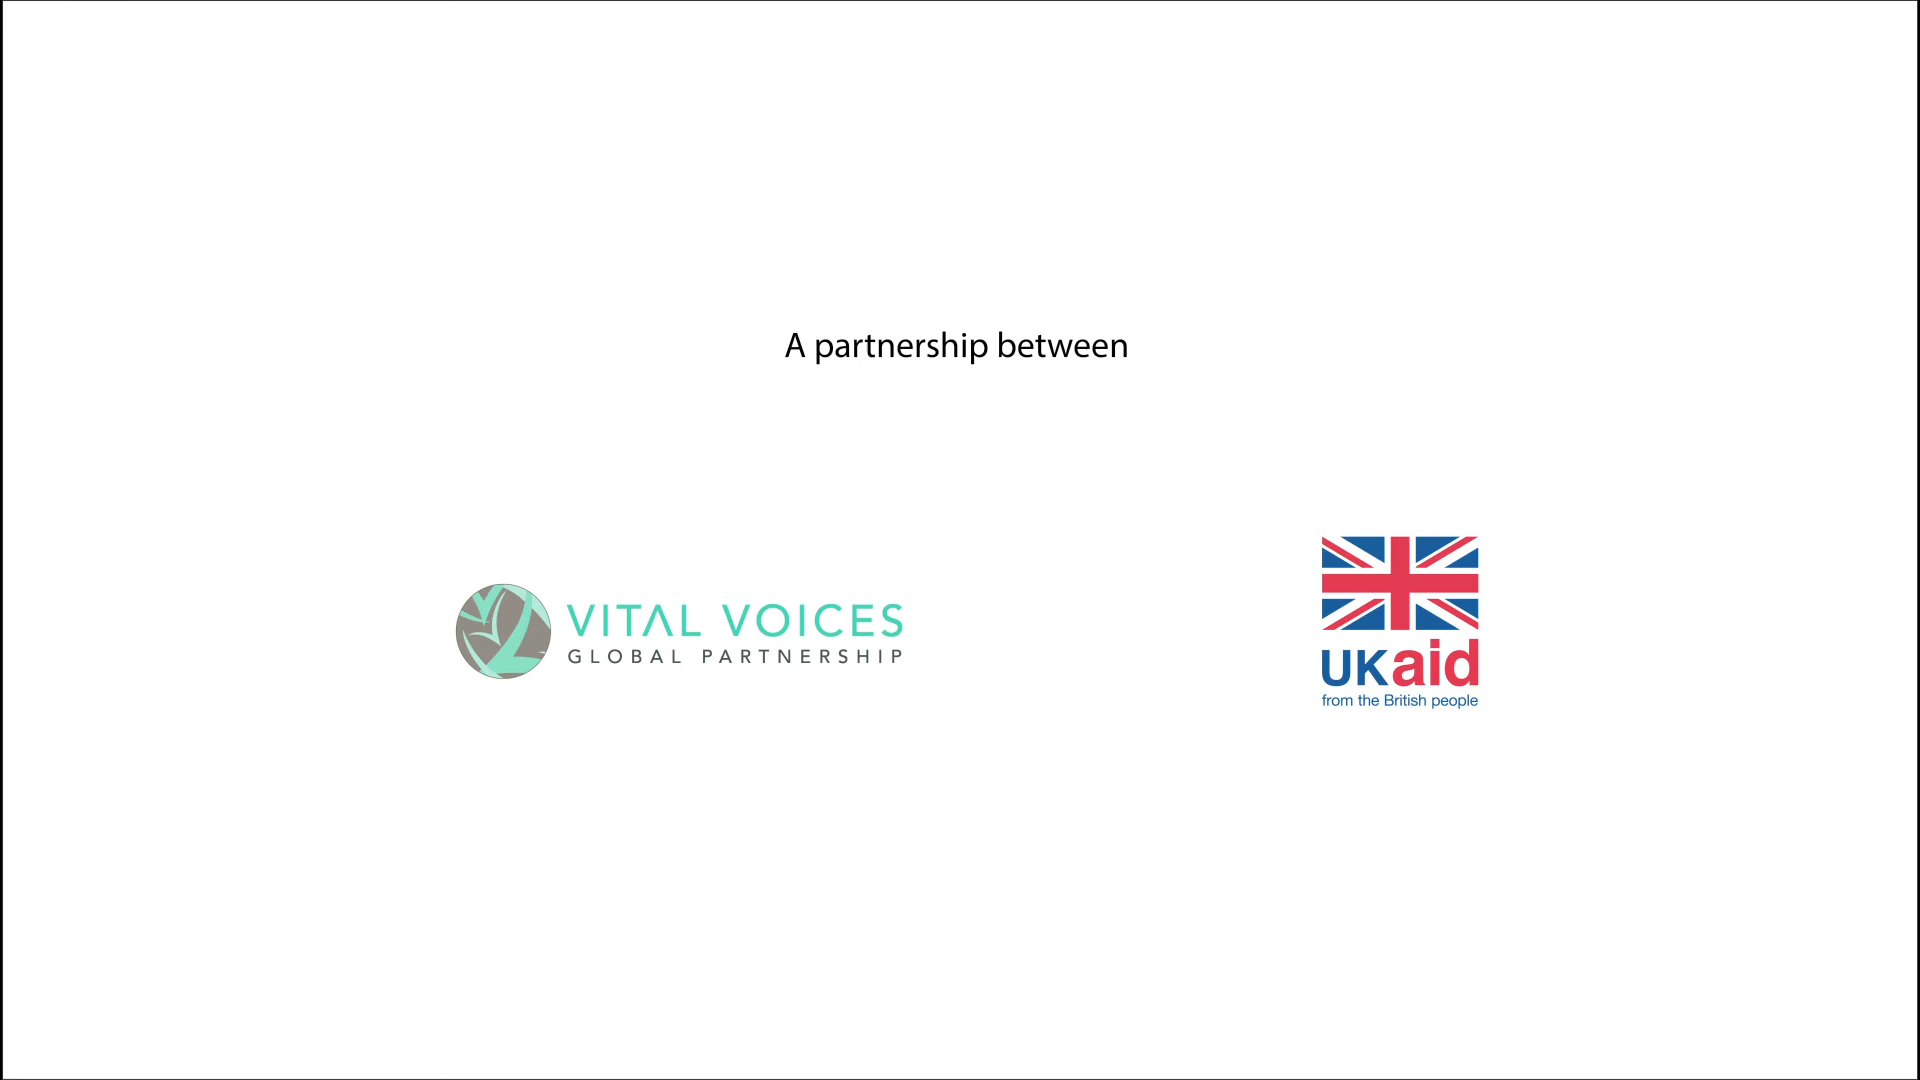 A partnership between
VITAL VOICES
GLOBAL PARTNERSHIP
UKaid
from the British people